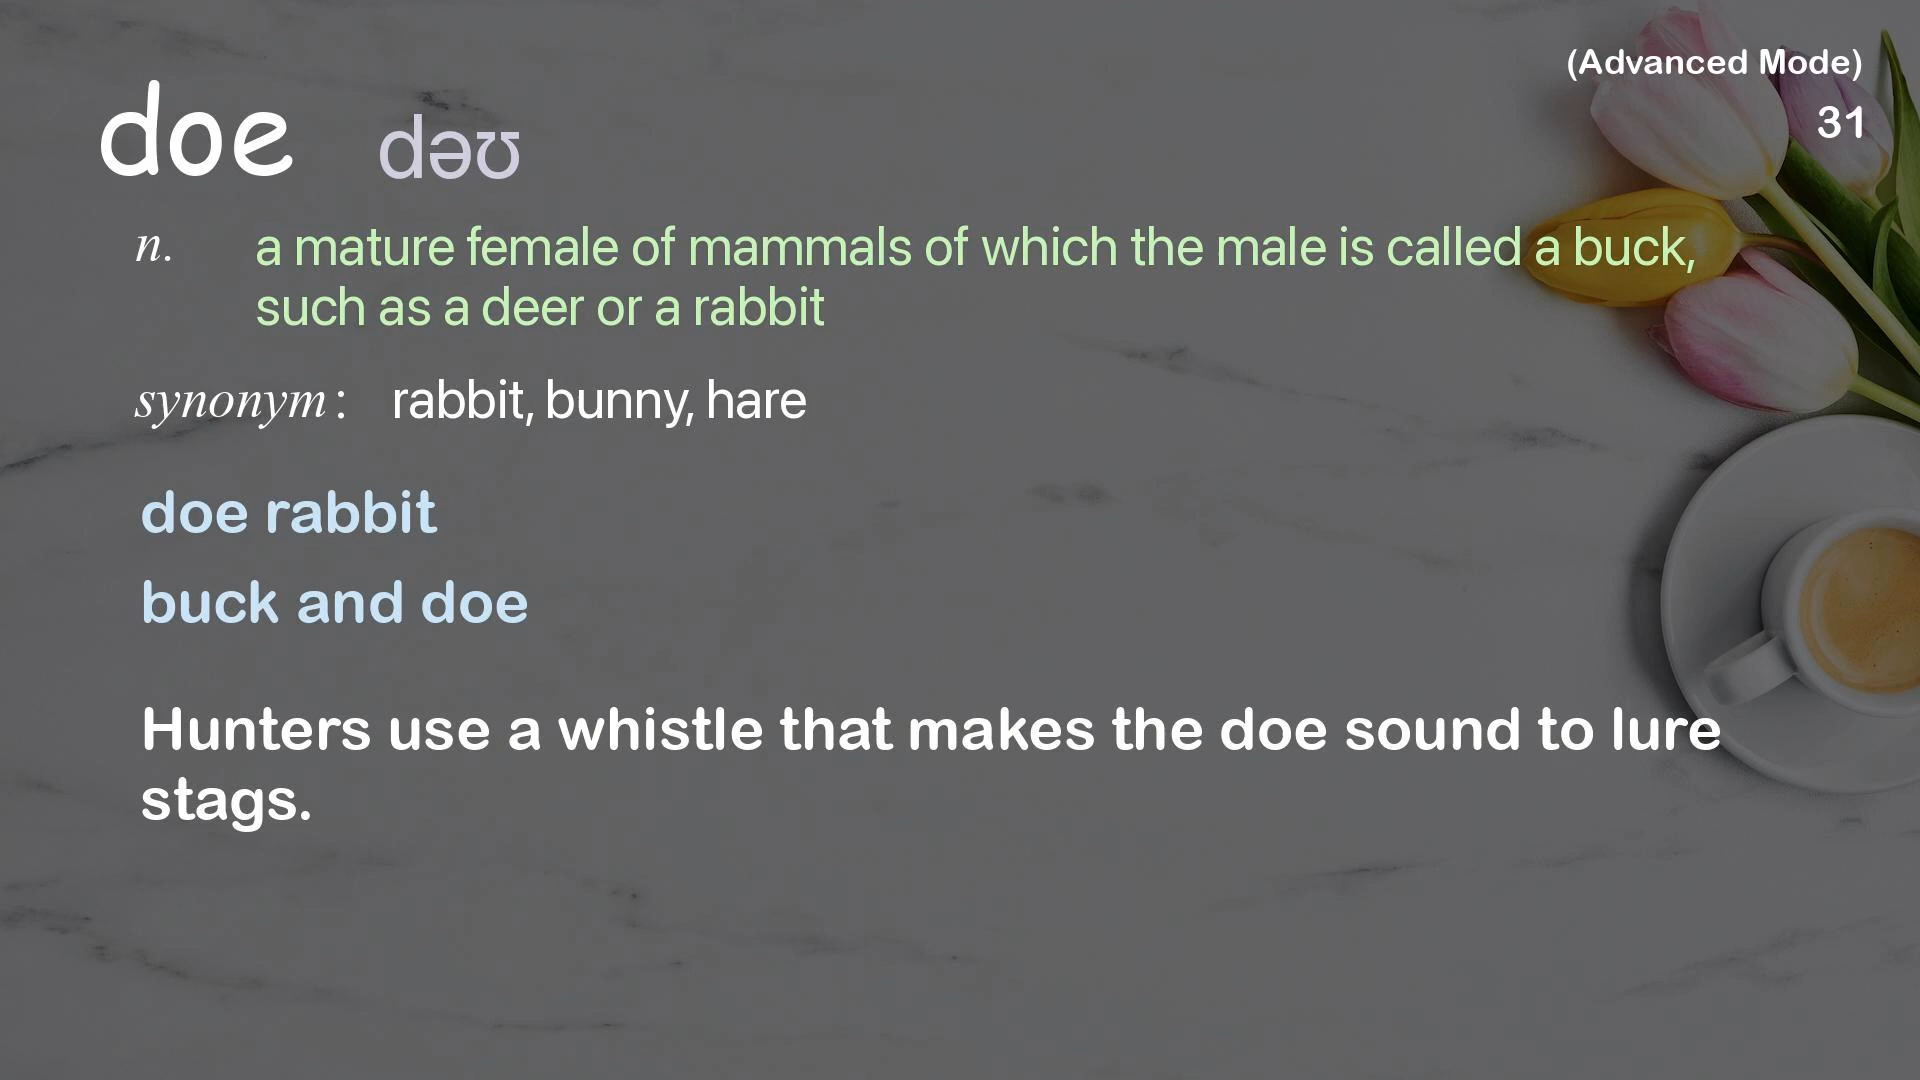 (Advanced Mode)
31
doe dəʊ
n. a mature female of mammals of which the male is called a buck,
such as a deer or a rabbit
synonym: rabbit, bunny, hare
doe rabbit
buck and doe
Hunters use a whistle that makes the doe sound to lure
stags.